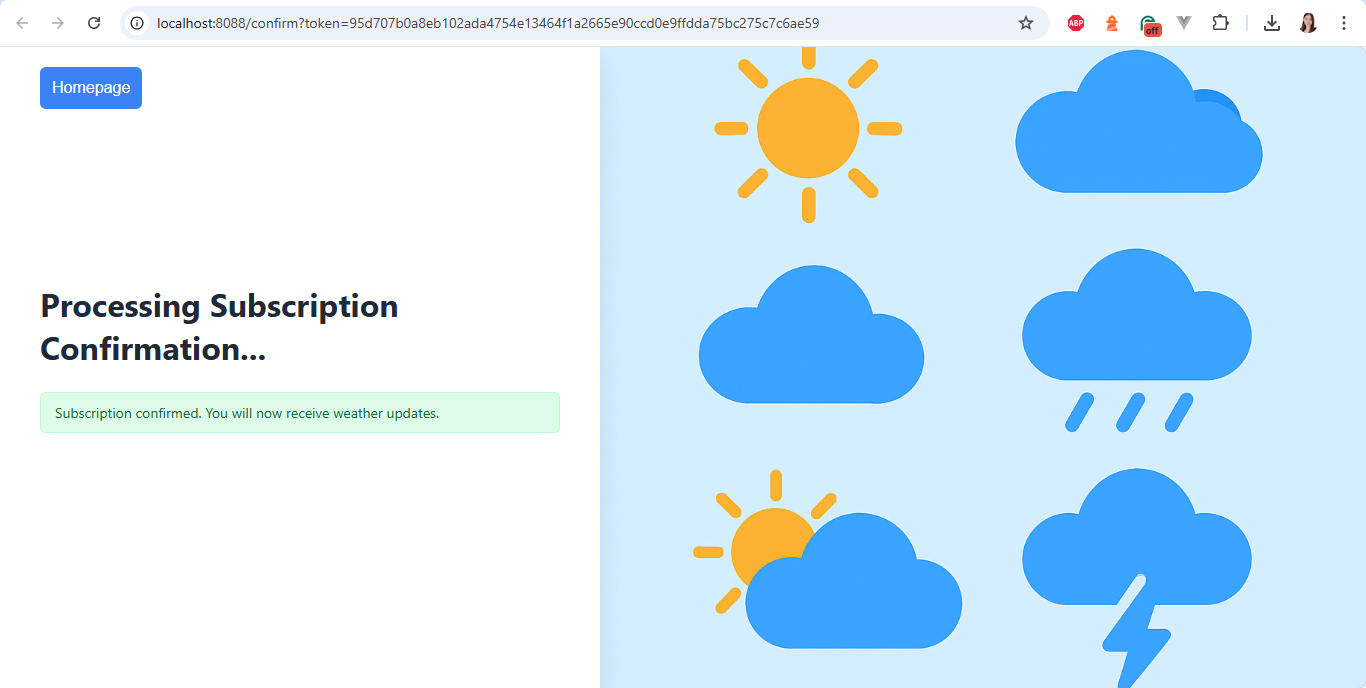 localhost:8088/confirm?token=95d707b0a8eb102ada4754e13464f1a2665e90ccd0e9ffdda75bc275c7c6ae59
ABP
off
Homepage
Processing Subscription
Confirmation...
Subscription confirmed. You will now receive weather updates.